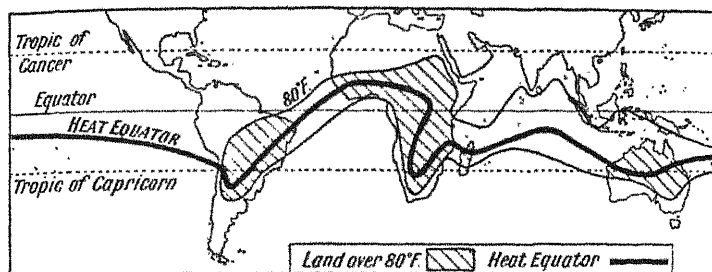 Tropic of
Cancer
80°F.
Equator
HEAT EQUATOR
Tropic of Capricorn
Land over 80°F. Heat Equator